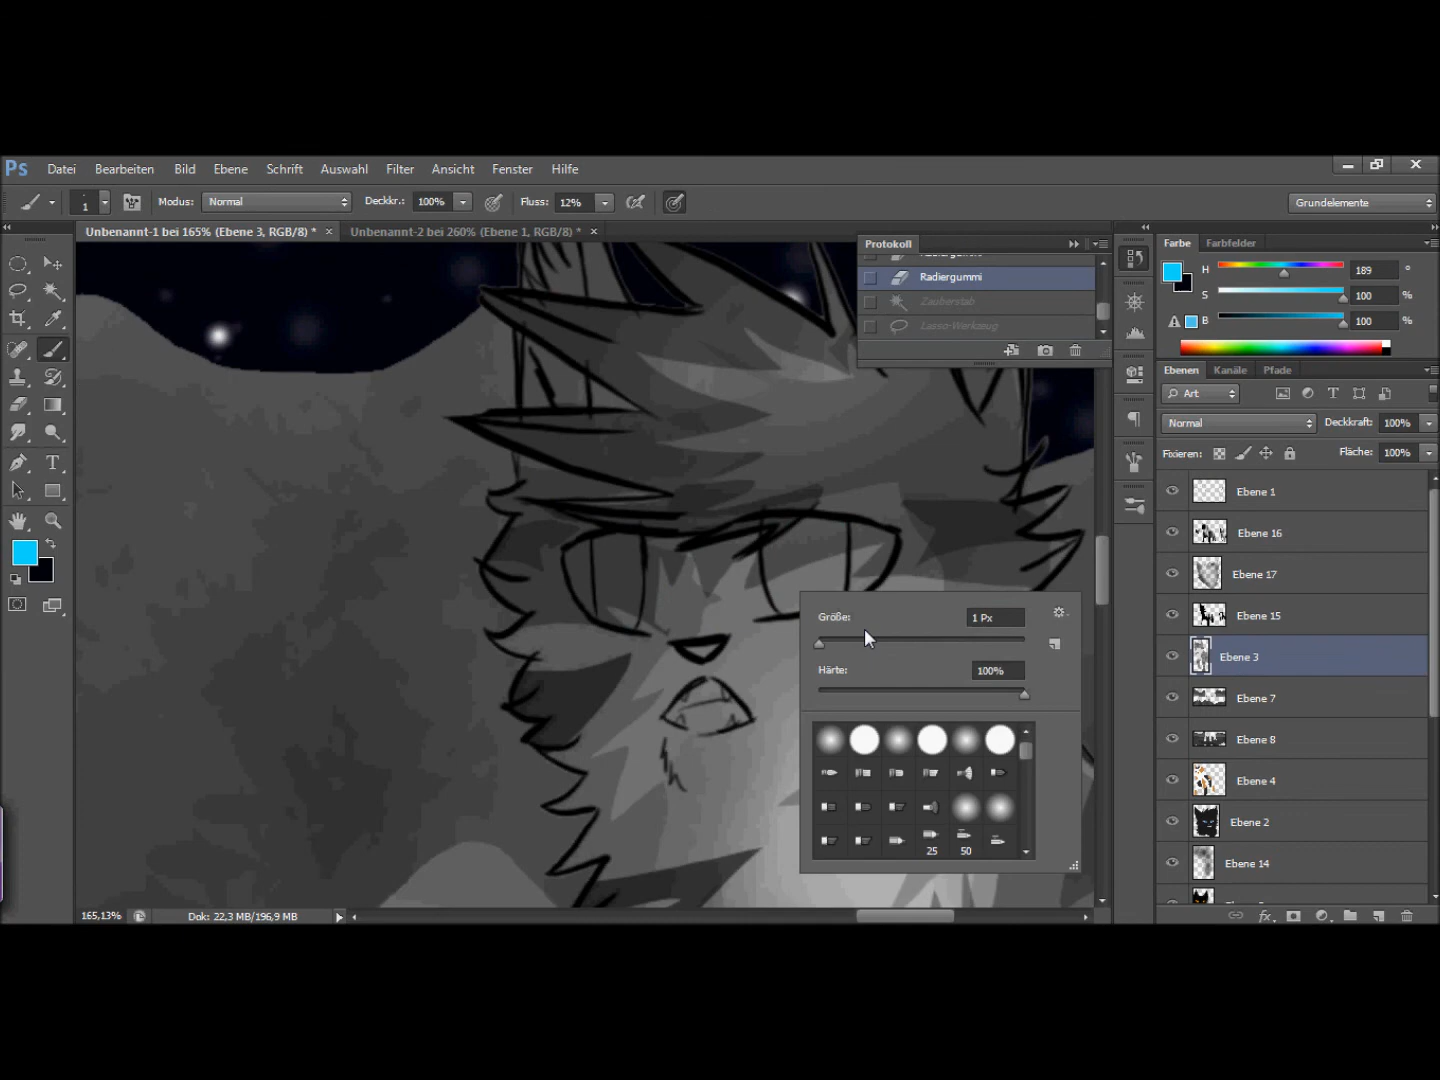 Ps Datei Bearbeiten Bild Ebene Schrift Auswahl Filter Ansicht Fenster Hilfe
1 Modus: Normal Deckkr.: 100% Fluss: 12% Grundelemente
Unbenannt-1 bei 165% (Ebene 3, RGB/8) * × Unbenannt-2 bei 260% (Ebene 1, RGB/8) * ×
Protokoll
Radiergummi
Zauberstab
Lasso-Werkzeug
Farbe Farbfelder
H 189 °
S 100 %
B 100 %
Ebenen Kanäle Pfade
Art
Normal Deckkraft: 100%
Fixieren: Fläche: 100%
Ebene 1
Ebene 16
Ebene 17
Ebene 15
Ebene 3
Ebene 7
Ebene 8
Ebene 4
Ebene 2
Ebene 14
fx
Größe: 1 Px
Härte: 100%
25 50
165,13% Dok: 22,3 MB/196,9 MB